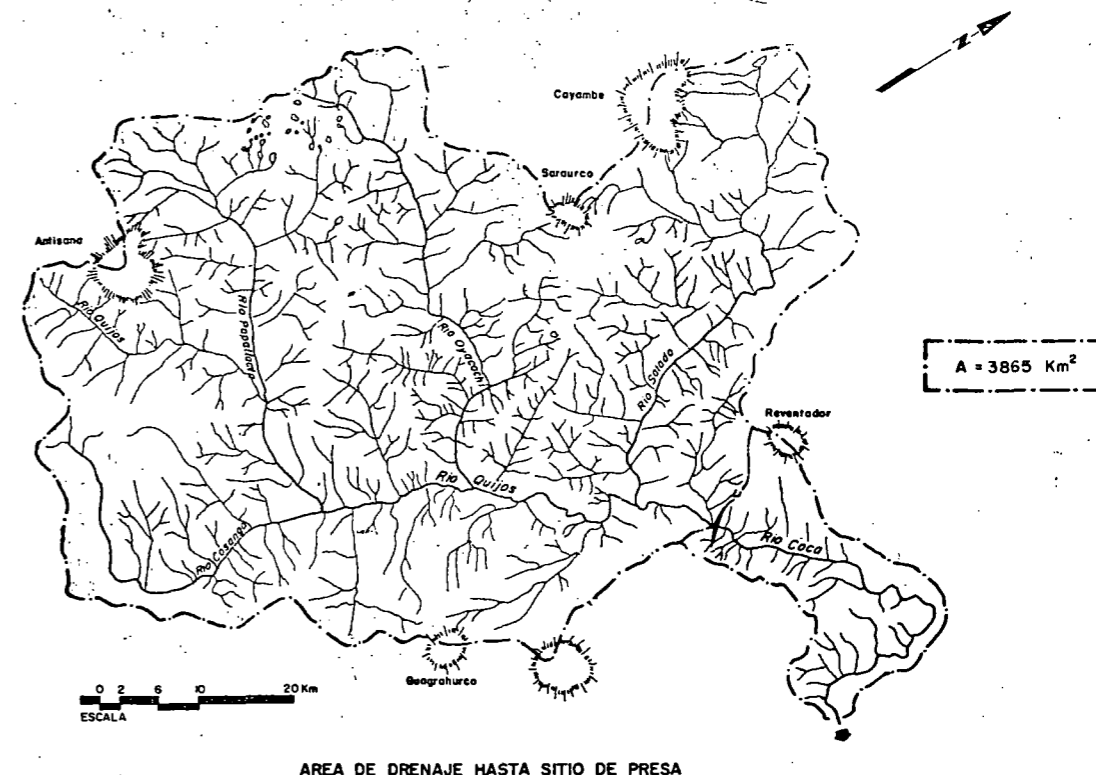 N
Cayambe
Saraurco
Antisana
Rio Quijos
Rio Papallacta
Rio Oyacachi
Rio Salado
A = 3865 Km²
Reventador
Rio Quijos
Rio Cosanga
Rio Coca
Guagrahurco
0 2 6 10 20 Km
ESCALA
AREA DE DRENAJE HASTA SITIO DE PRESA